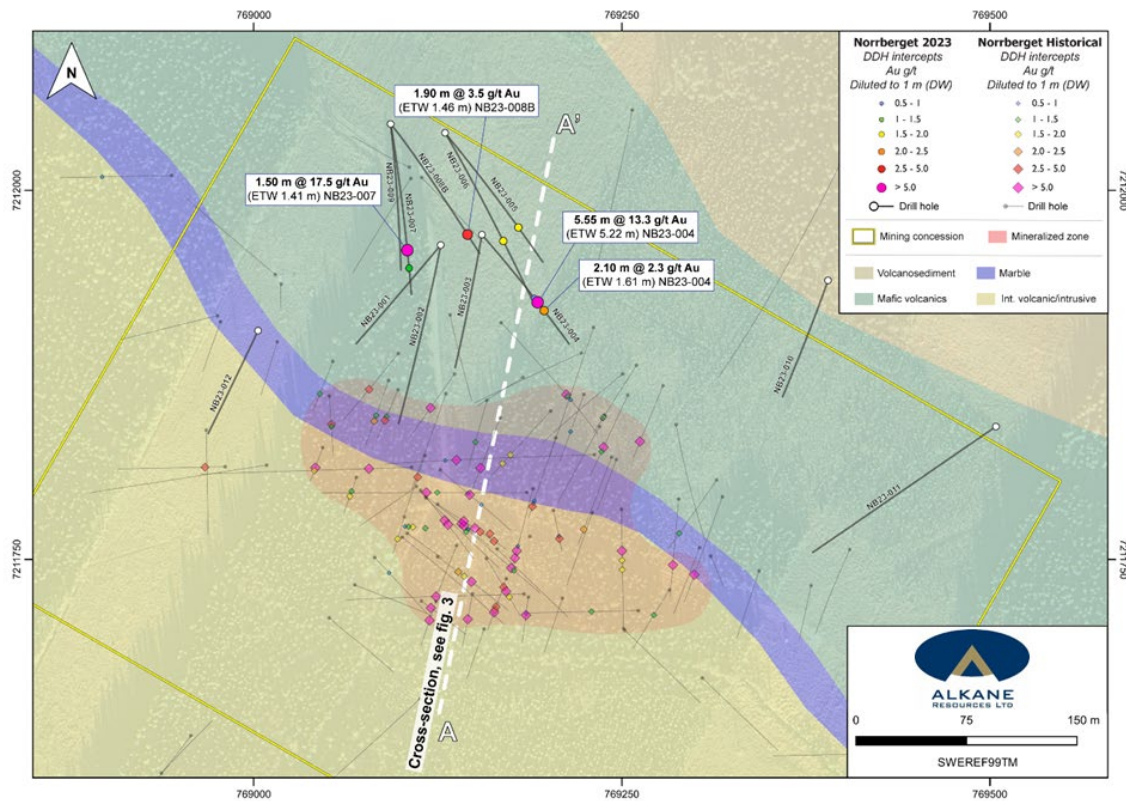 769000
769250
769500
N
1.90 m @ 3.5 g/t Au
(ETW 1.46 m) NB23-008B
A'
1.50 m @ 17.5 g/t Au
(ETW 1.41 m) NB23-007
5.55 m @ 13.3 g/t Au
(ETW 5.22 m) NB23-004
2.10 m @ 2.3 g/t Au
(ETW 1.61 m) NB23-004
NB23-009
NB23-007
NB23-008B
NB23-006
NB23-005
NB23-001
NB23-002
NB23-003
NB23-004
NB23-010
NB23-011
NB23-012
7212000
7212000
7211750
7211750
Cross-section, see fig. 3
A
Norrberget 2023
DDH intercepts
Au g/t
Diluted to 1 m (DW)
0.5 - 1
1 - 1.5
1.5 - 2.0
2.0 - 2.5
2.5 - 5.0
> 5.0
Drill hole
Norrberget Historical
DDH intercepts
Au g/t
Diluted to 1 m (DW)
0.5 - 1
1 - 1.5
1.5 - 2.0
2.0 - 2.5
2.5 - 5.0
> 5.0
Drill hole
Mining concession
Mineralized zone
Volcanosediment
Marble
Mafic volcanics
Int. volcanic/intrusive
ALKANE
RESOURCES LTD
0 75 150 m
SWEREF99TM
769000
769250
769500